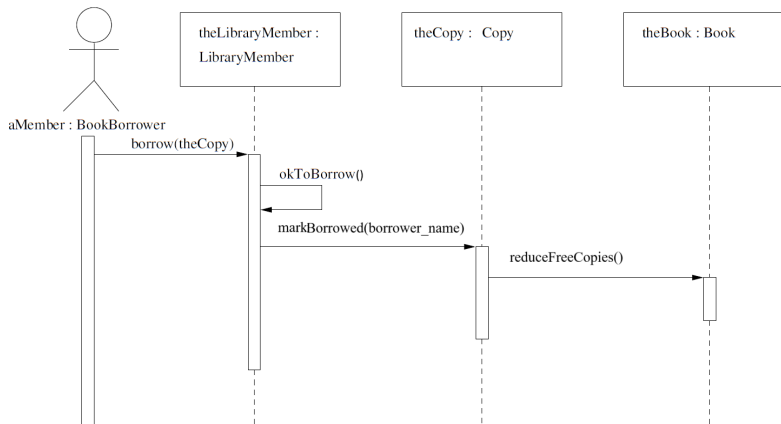 theLibraryMember :
LibraryMember
theCopy : Copy
theBook : Book
aMember : BookBorrower
borrow(theCopy)
okToBorrow()
markBorrowed(borrower_name)
reduceFreeCopies()